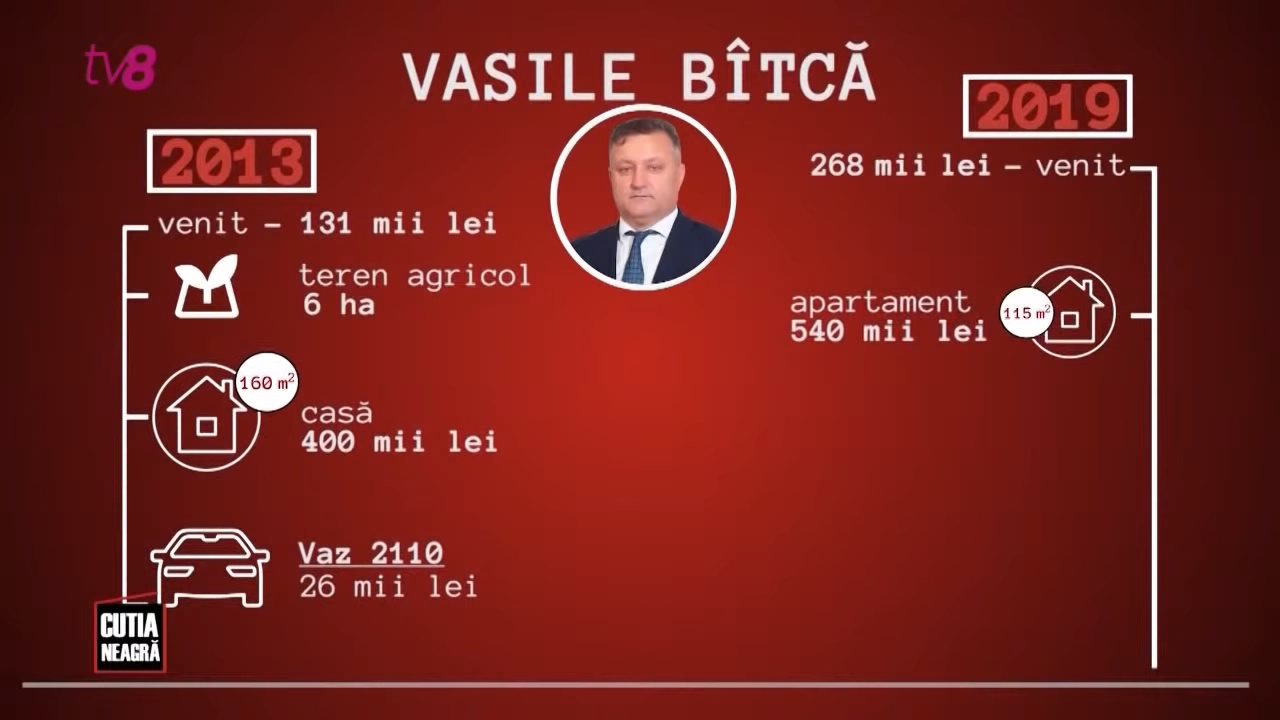 tv8
VASILE BÎTCĂ
2013
venit – 131 mii lei
teren agricol
6 ha
160 m²
casă
400 mii lei
Vaz 2110
26 mii lei
2019
268 mii lei – venit
apartament
540 mii lei
115 m²
CUTIA
NEAGRĂ